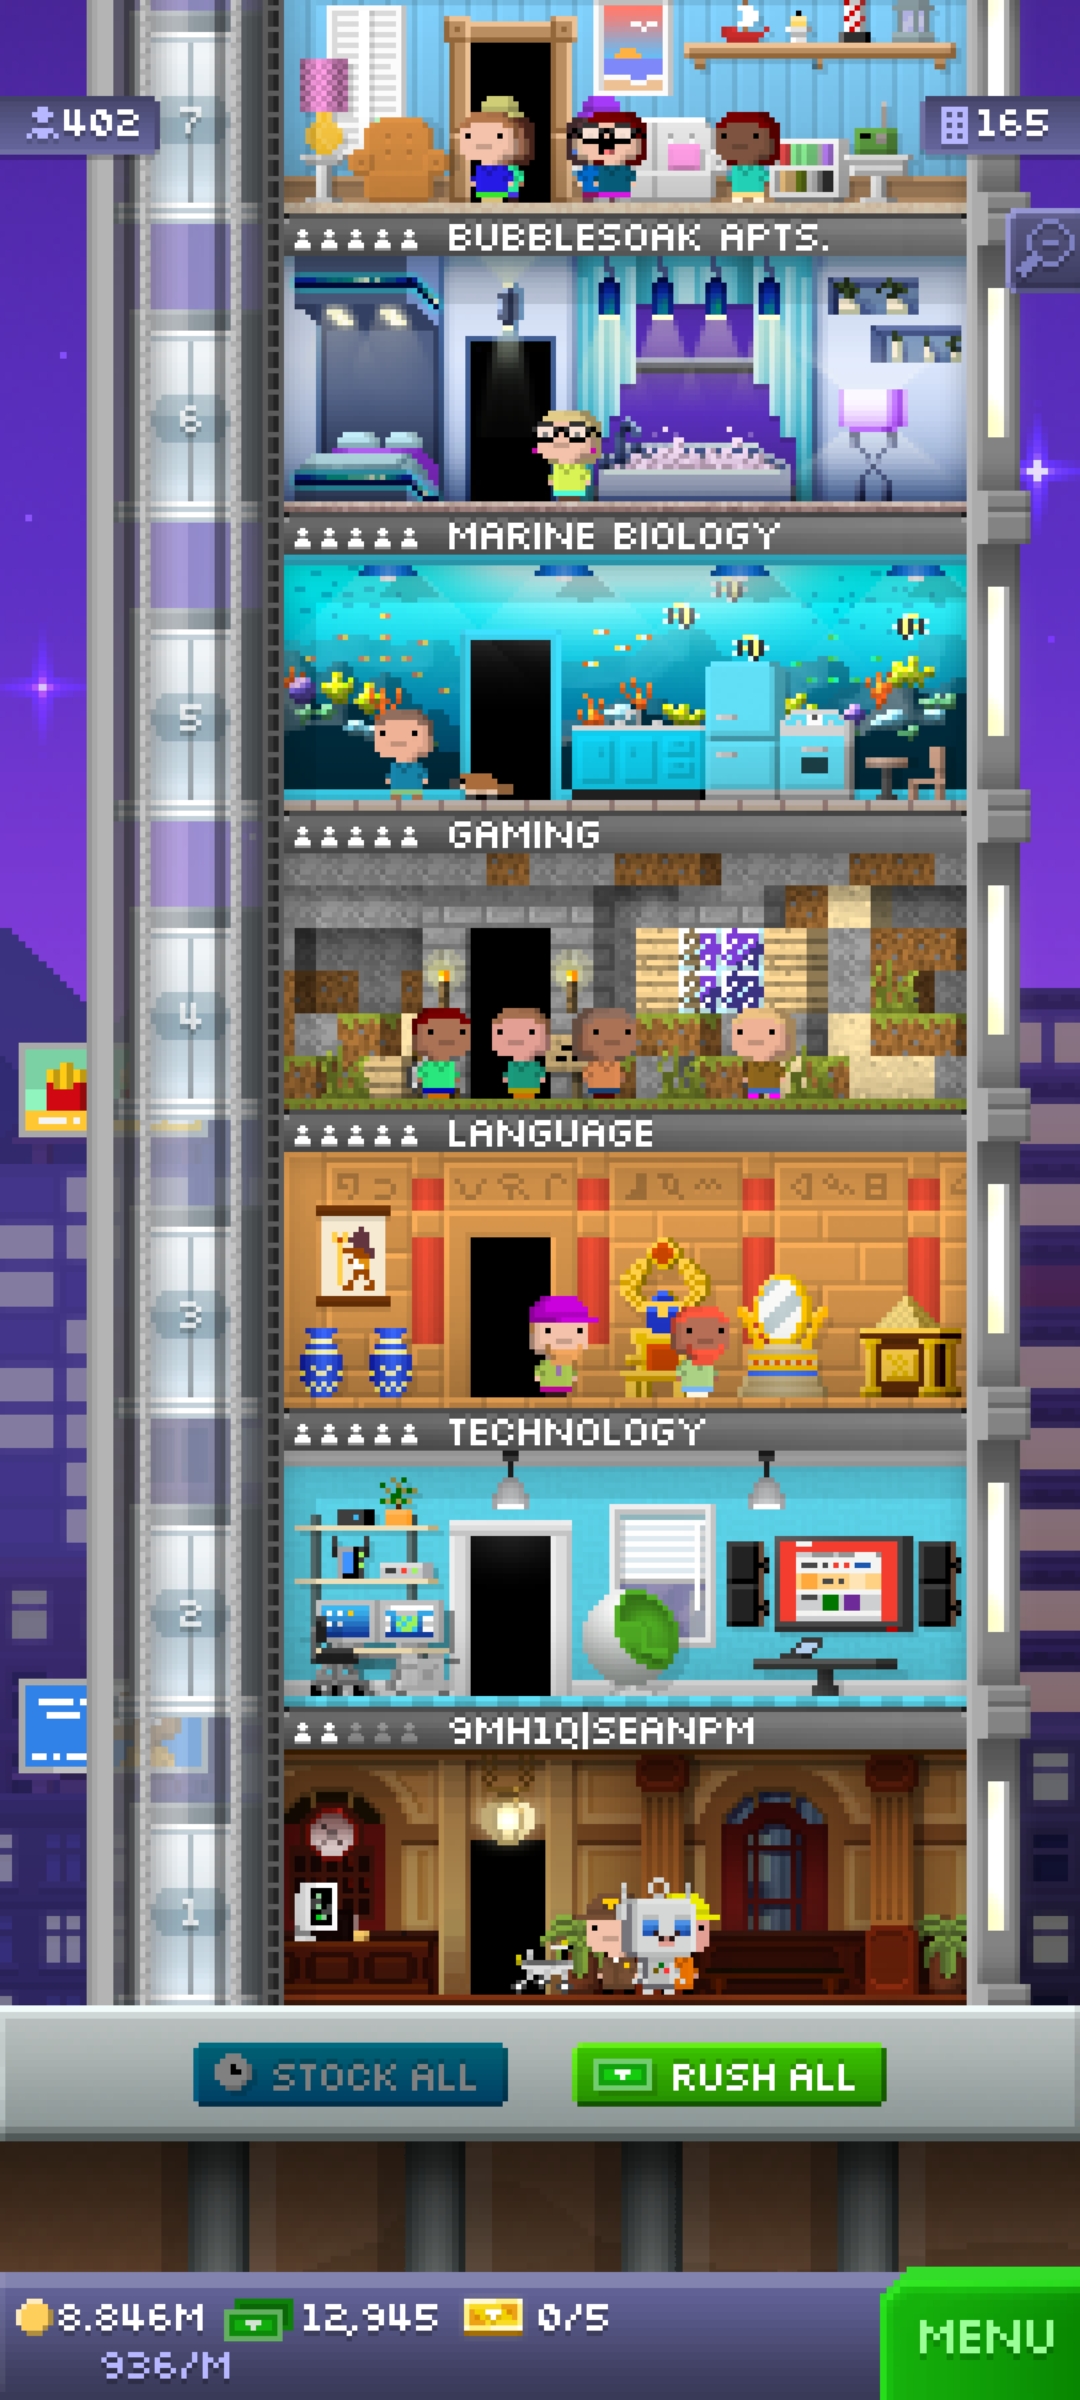 402
7
165
BUBBLESOAK APTS.
6
MARINE BIOLOGY
5
GAMING
4
LANGUAGE
3
TECHNOLOGY
2
9MH1Q|SEANPM
1
STOCK ALL
RUSH ALL
8.846M
12,945
0/5
936/M
MENU